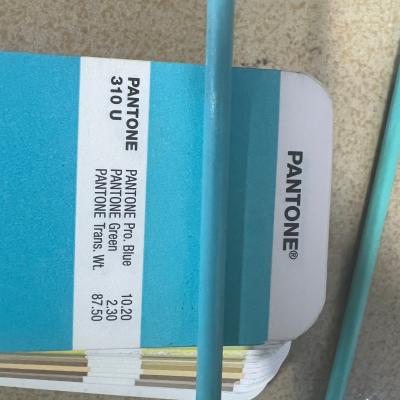 PANTONE
310 U
PANTONE Pro. Blue 10.20
PANTONE Green 2.30
PANTONE Trans. Wt. 87.50
PANTONE®